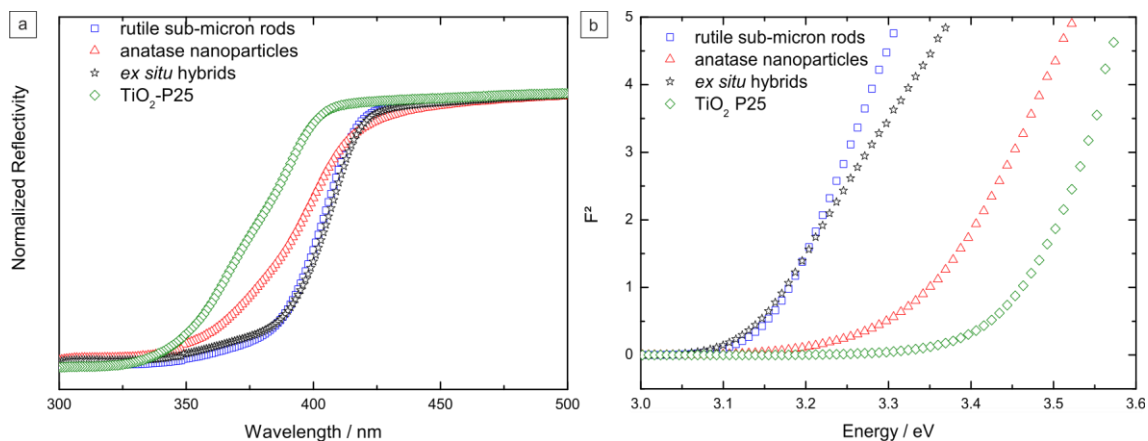 a
rutile sub-micron rods
anatase nanoparticles
ex situ hybrids
TiO₂-P25
Normalized Reflectivity
300 350 400 450 500
Wavelength / nm
b
rutile sub-micron rods
anatase nanoparticles
ex situ hybrids
TiO₂ P25
F²
5
4
3
2
1
0
3.0 3.1 3.2 3.3 3.4 3.5 3.6
Energy / eV